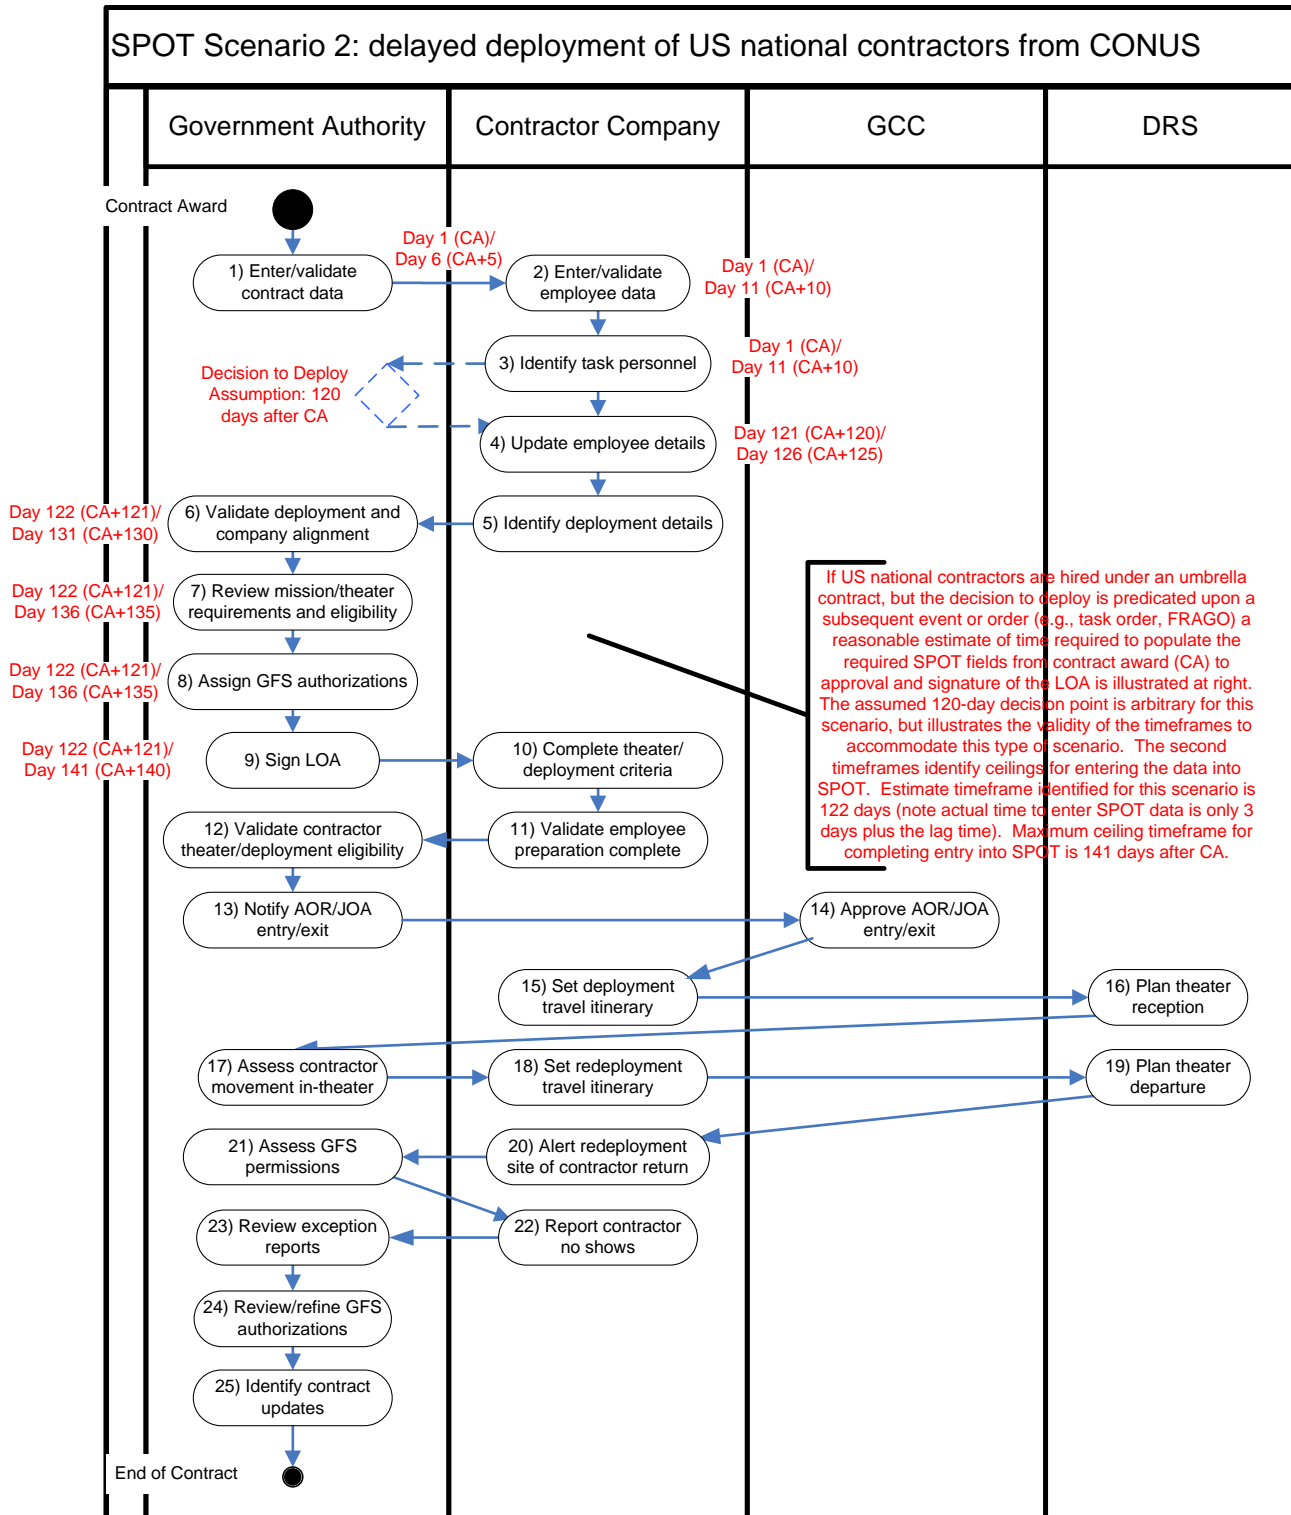 SPOT Scenario 2: delayed deployment of US national contractors from CONUS
Government Authority
Contractor Company
GCC
DRS
Contract Award
Day 1 (CA)/
Day 6 (CA+5)
1) Enter/validate
contract data
2) Enter/validate
employee data
Day 1 (CA)/
Day 11 (CA+10)
3) Identify task personnel
Day 1 (CA)/
Day 11 (CA+10)
Decision to Deploy
Assumption: 120
days after CA
4) Update employee details
Day 121 (CA+120)/
Day 126 (CA+125)
Day 122 (CA+121)/
Day 131 (CA+130)
6) Validate deployment and
company alignment
5) Identify deployment details
Day 122 (CA+121)/
Day 136 (CA+135)
7) Review mission/theater
requirements and eligibility
Day 122 (CA+121)/
Day 136 (CA+135)
8) Assign GFS authorizations
If US national contractors are hired under an umbrella
contract, but the decision to deploy is predicated upon a
subsequent event or order (e.g., task order, FRAGO) a
reasonable estimate of time required to populate the
required SPOT fields from contract award (CA) to
approval and signature of the LOA is illustrated at right.
The assumed 120-day decision point is arbitrary for this
scenario, but illustrates the validity of the timeframes to
accommodate this type of scenario.  The second
timeframes identify ceilings for entering the data into
SPOT.  Estimate timeframe identified for this scenario is
122 days (note actual time to enter SPOT data is only 3
days plus the lag time).  Maximum ceiling timeframe for
completing entry into SPOT is 141 days after CA.
Day 122 (CA+121)/
Day 141 (CA+140)
9) Sign LOA
10) Complete theater/
deployment criteria
12) Validate contractor
theater/deployment eligibility
11) Validate employee
preparation complete
13) Notify AOR/JOA
entry/exit
14) Approve AOR/JOA
entry/exit
15) Set deployment
travel itinerary
16) Plan theater
reception
17) Assess contractor
movement in-theater
18) Set redeployment
travel itinerary
19) Plan theater
departure
21) Assess GFS
permissions
20) Alert redeployment
site of contractor return
23) Review exception
reports
22) Report contractor
no shows
24) Review/refine GFS
authorizations
25) Identify contract
updates
End of Contract